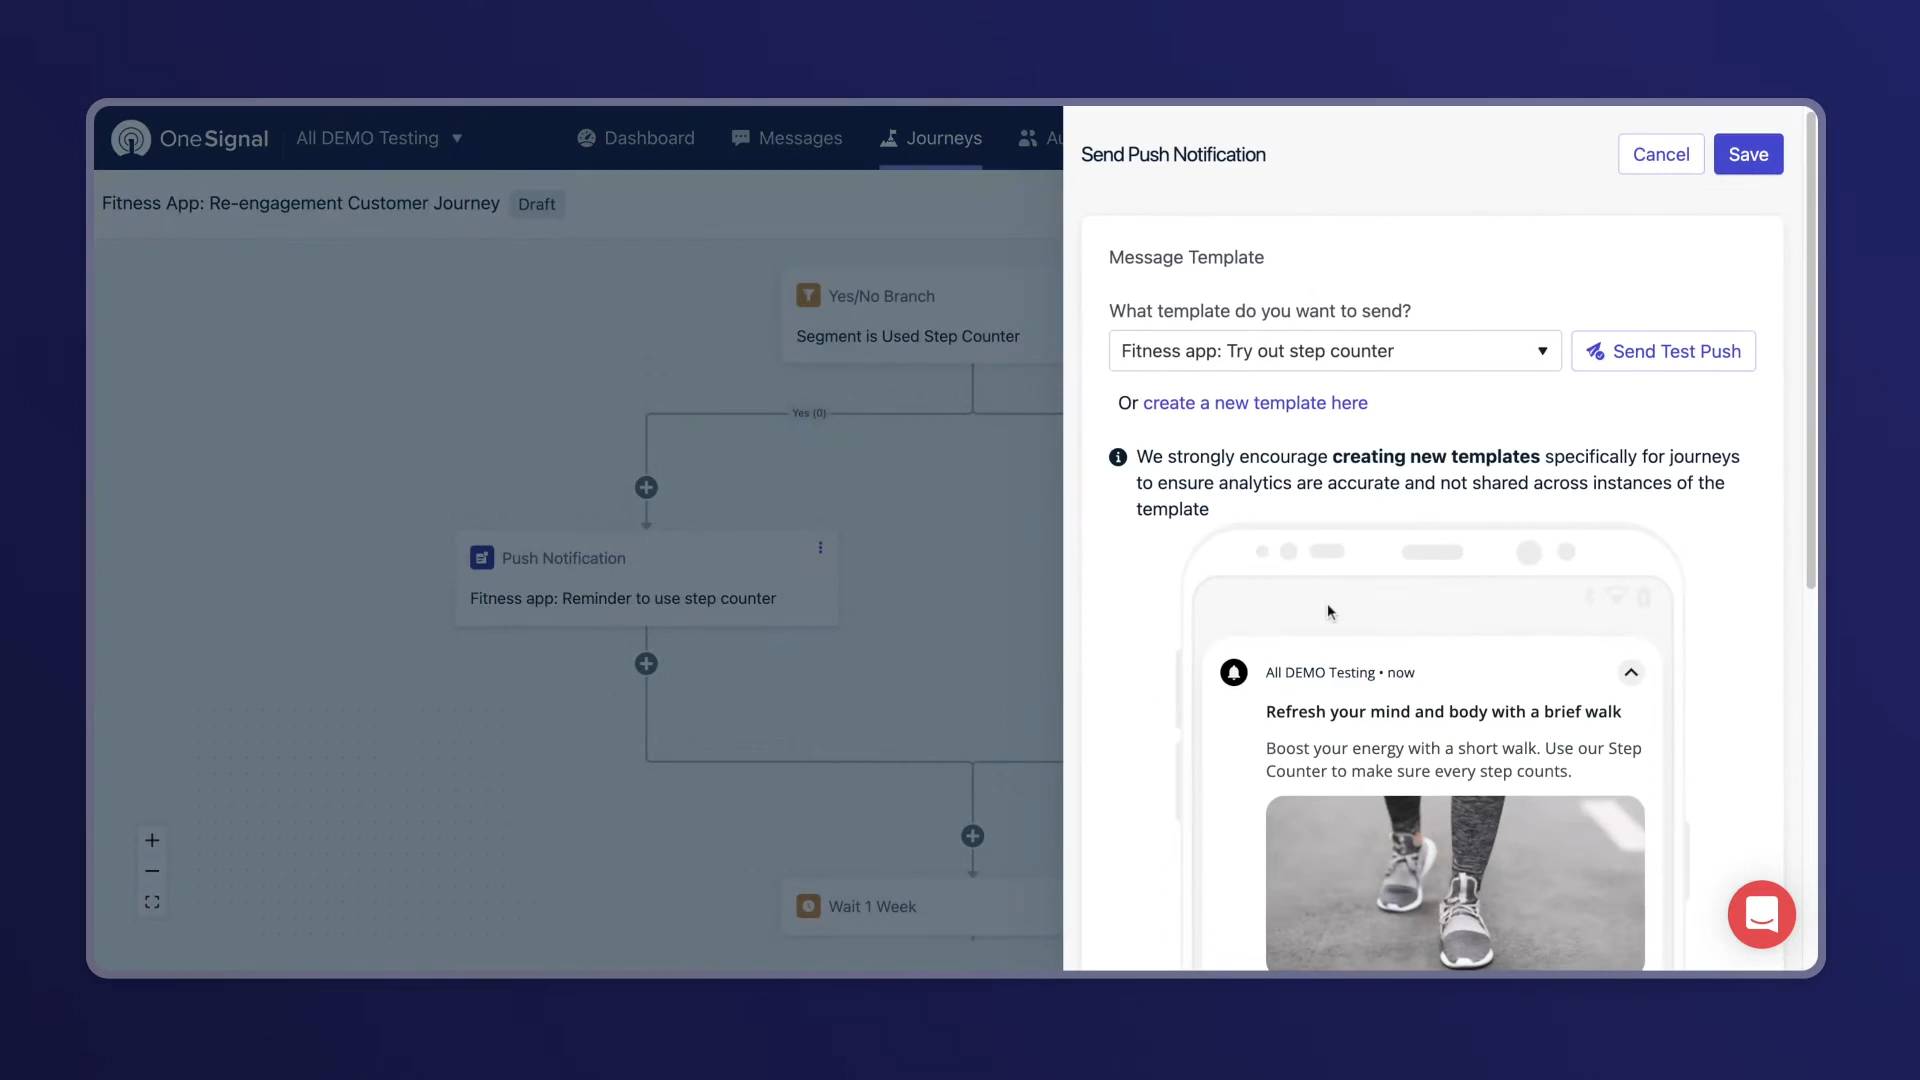 OneSignal
All DEMO Testing
Dashboard
Messages
Journeys
Au
Fitness App: Re-engagement Customer Journey
Draft
Yes/No Branch
Segment is Used Step Counter
Yes (0)
Push Notification
Fitness app: Reminder to use step counter
Wait 1 Week
Send Push Notification
Cancel
Save
Message Template
What template do you want to send?
Fitness app: Try out step counter
Send Test Push
Or create a new template here
We strongly encourage creating new templates specifically for journeys
to ensure analytics are accurate and not shared across instances of the
template
All DEMO Testing • now
Refresh your mind and body with a brief walk
Boost your energy with a short walk. Use our Step
Counter to make sure every step counts.